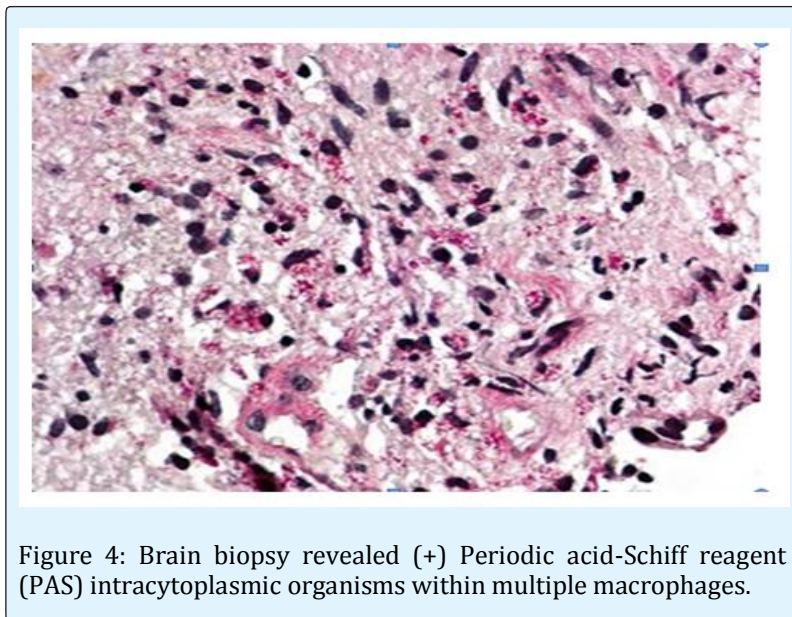 Figure 4: Brain biopsy revealed (+) Periodic acid-Schiff reagent
(PAS) intracytoplasmic organisms within multiple macrophages.